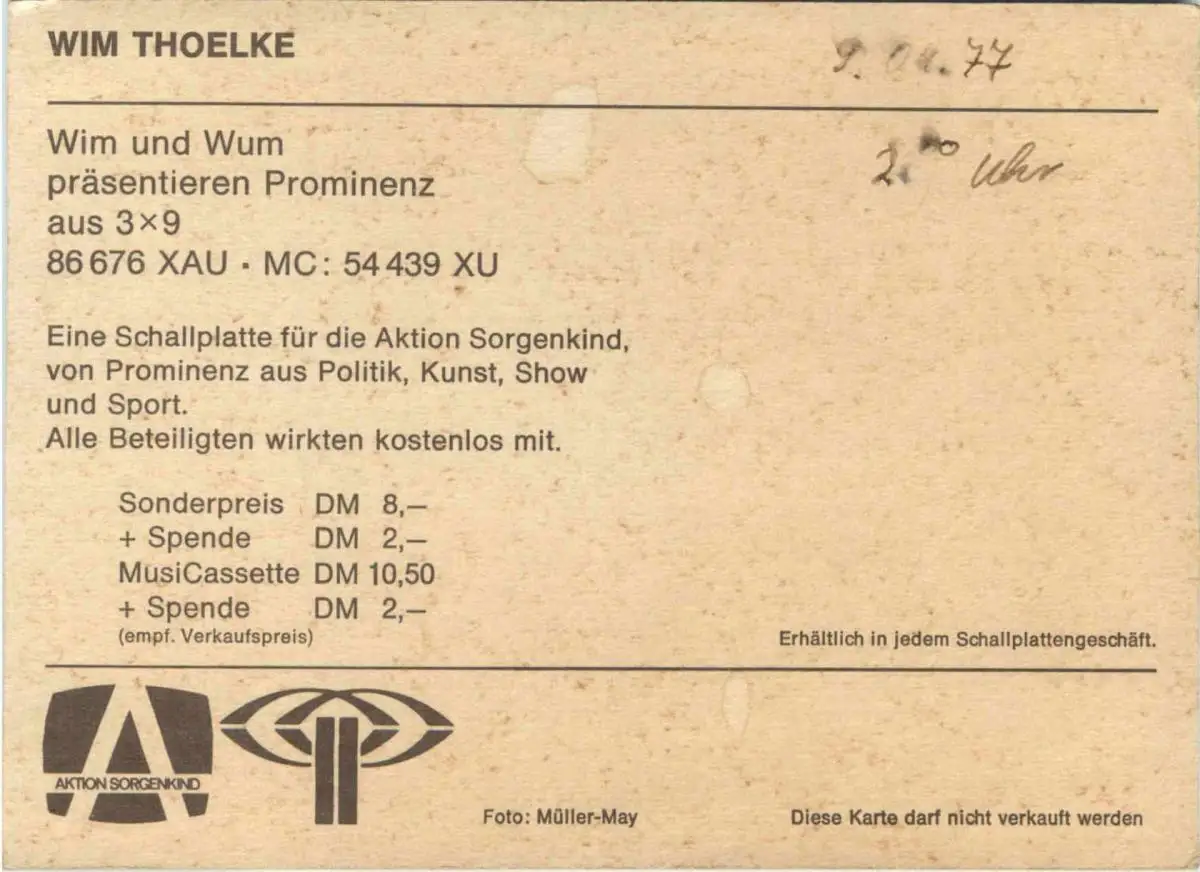 WIM THOELKE
9. 77
Wim und Wum
präsentieren Prominenz
aus 3×9
86 676 XAU · MC: 54 439 XU
2. Uhr
Eine Schallplatte für die Aktion Sorgenkind,
von Prominenz aus Politik, Kunst, Show
und Sport.
Alle Beteiligten wirkten kostenlos mit.
Sonderpreis DM 8,—
+ Spende DM 2,—
MusiCassette DM 10,50
+ Spende DM 2,—
(empf. Verkaufspreis)
Erhältlich in jedem Schallplattengeschäft.
AKTION SORGENKIND
Foto: Müller-May
Diese Karte darf nicht verkauft werden